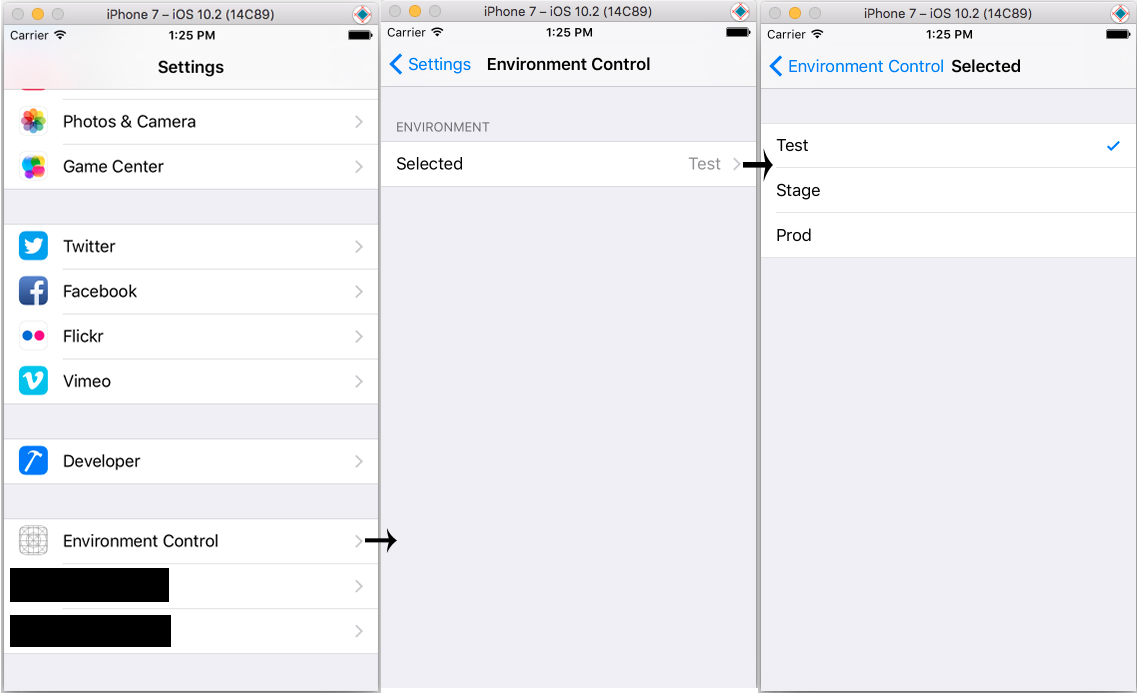 iPhone 7 – iOS 10.2 (14C89)
Carrier 1:25 PM
Settings
Photos & Camera
Game Center
Twitter
Facebook
Flickr
Vimeo
Developer
Environment Control
iPhone 7 – iOS 10.2 (14C89)
Carrier 1:25 PM
Settings Environment Control
ENVIRONMENT
Selected Test
iPhone 7 – iOS 10.2 (14C89)
Carrier 1:25 PM
Environment Control Selected
Test
Stage
Prod